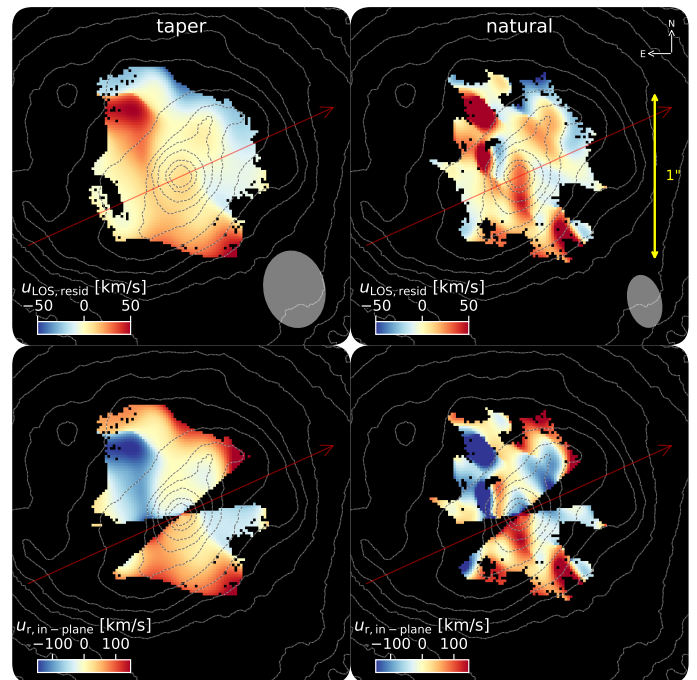 taper
natural
N
E
1"
u_LOS, resid [km/s]
−50 0 50
u_LOS, resid [km/s]
−50 0 50
u_r, in−plane [km/s]
−100 0 100
u_r, in−plane [km/s]
−100 0 100